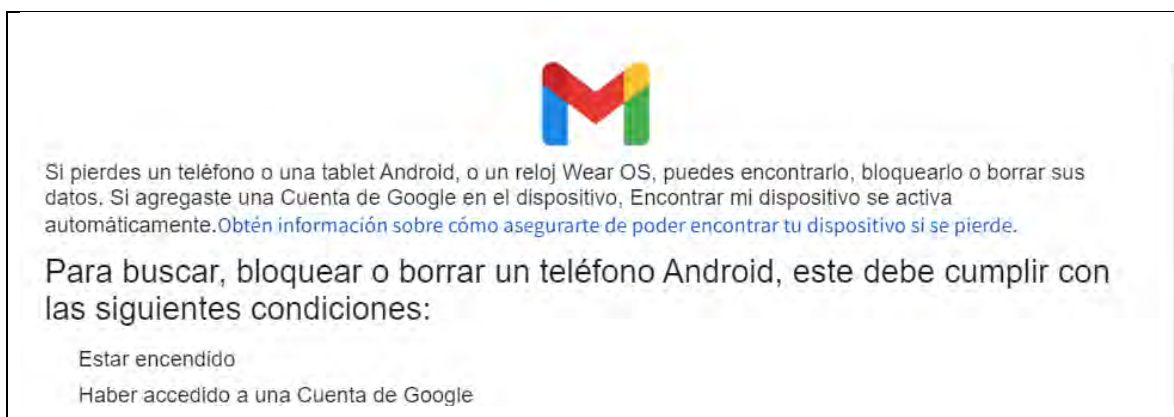 Si pierdes un teléfono o una tablet Android, o un reloj Wear OS, puedes encontrarlo, bloquearlo o borrar sus
datos. Si agregaste una Cuenta de Google en el dispositivo, Encontrar mi dispositivo se activa
automáticamente.Obtén información sobre cómo asegurarte de poder encontrar tu dispositivo si se pierde.
Para buscar, bloquear o borrar un teléfono Android, este debe cumplir con
las siguientes condiciones:
Estar encendido
Haber accedido a una Cuenta de Google